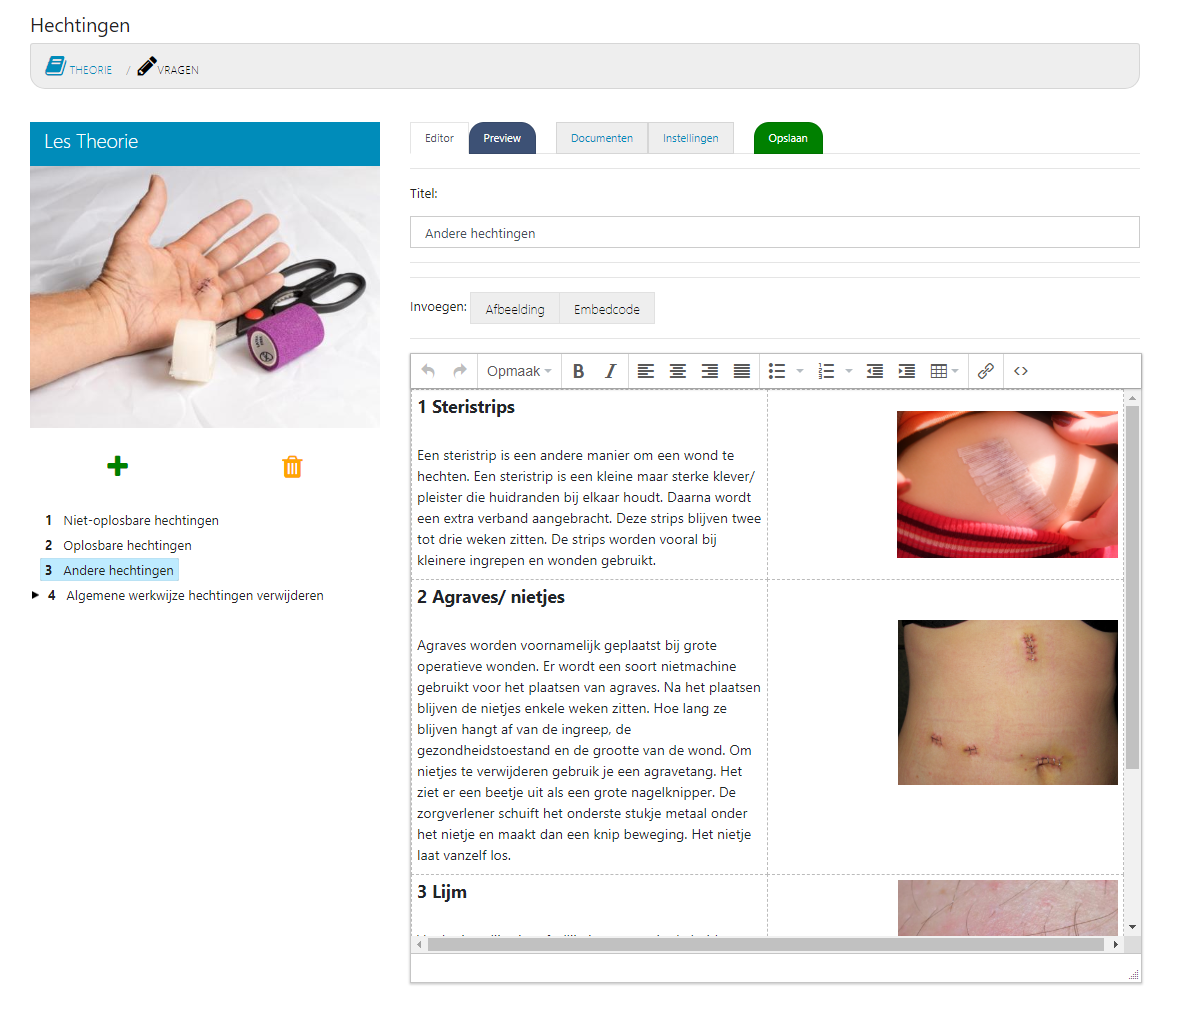 Hechtingen
THEORIE / VRAGEN
Les Theorie
1 Niet-oplosbare hechtingen
2 Oplosbare hechtingen
3 Andere hechtingen
4 Algemene werkwijze hechtingen verwijderen
Editor Preview Documenten Instellingen Opslaan
Titel:
Andere hechtingen
Invoegen: Afbeelding Embedcode
Opmaak B I
1 Steristrips
Een steristrip is een andere manier om een wond te
hechten. Een steristrip is een kleine maar sterke klever/
pleister die huidranden bij elkaar houdt. Daarna wordt
een extra verband aangebracht. Deze strips blijven twee
tot drie weken zitten. De strips worden vooral bij
kleinere ingrepen en wonden gebruikt.
2 Agraves/ nietjes
Agraves worden voornamelijk geplaatst bij grote
operatieve wonden. Er wordt een soort nietmachine
gebruikt voor het plaatsen van agraves. Na het plaatsen
blijven de nietjes enkele weken zitten. Hoe lang ze
blijven hangt af van de ingreep, de
gezondheidstoestand en de grootte van de wond. Om
nietjes te verwijderen gebruik je een agravetang. Het
ziet er een beetje uit als een grote nagelknipper. De
zorgverlener schuift het onderste stukje metaal onder
het nietje en maakt dan een knip beweging. Het nietje
laat vanzelf los.
3 Lijm